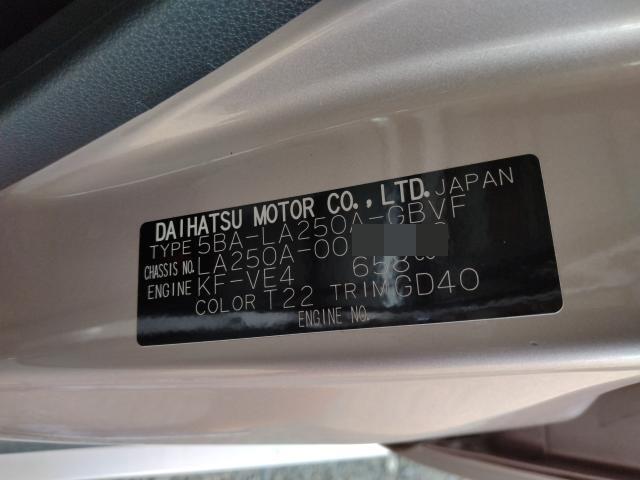 DAIHATSU MOTOR CO., LTD. JAPAN
TYPE 5BA-LA250A-GBVF
CHASSIS NO. LA250A-00
ENGINE KF-VE4 658 cc
COLOR T22 TRIM GD40
ENGINE NO.